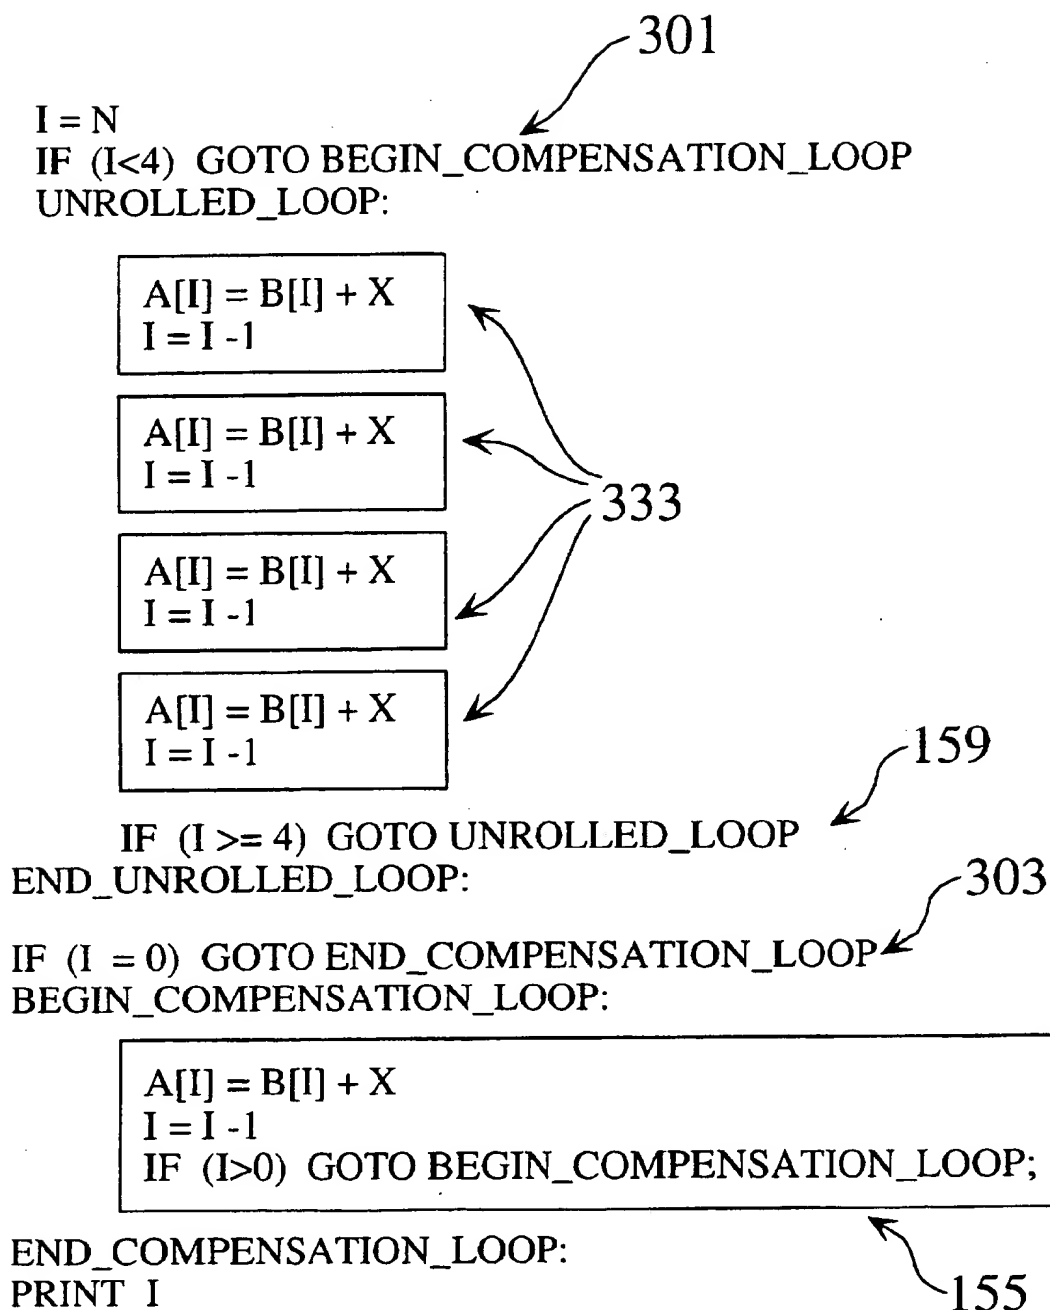 301
I = N
IF (I<4) GOTO BEGIN_COMPENSATION_LOOP
UNROLLED_LOOP:
A[I] = B[I] + X
I = I -1
A[I] = B[I] + X
I = I -1
333
A[I] = B[I] + X
I = I -1
A[I] = B[I] + X
I = I -1
159
IF (I >= 4) GOTO UNROLLED_LOOP
END_UNROLLED_LOOP:
303
IF (I = 0) GOTO END_COMPENSATION_LOOP
BEGIN_COMPENSATION_LOOP:
A[I] = B[I] + X
I = I -1
IF (I>0) GOTO BEGIN_COMPENSATION_LOOP;
END_COMPENSATION_LOOP:
PRINT I
155